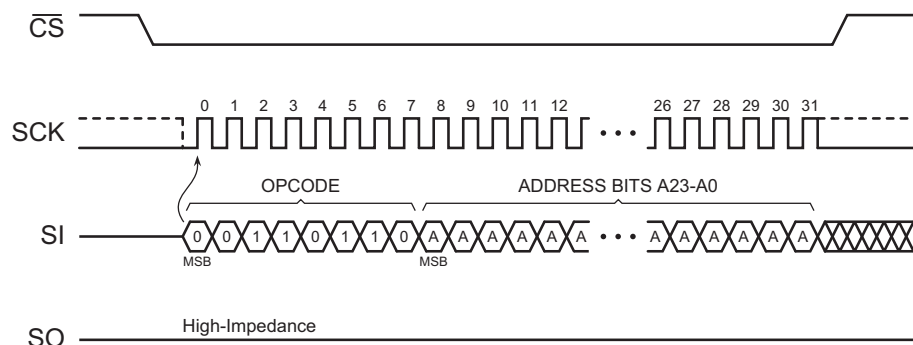 CS
0 1 2 3 4 5 6 7 8 9 10 11 12 26 27 28 29 30 31
SCK
OPCODE ADDRESS BITS A23-A0
SI 0 0 1 1 0 1 1 0 A A A A A A A A A A A A
MSB MSB
High-Impedance
SO